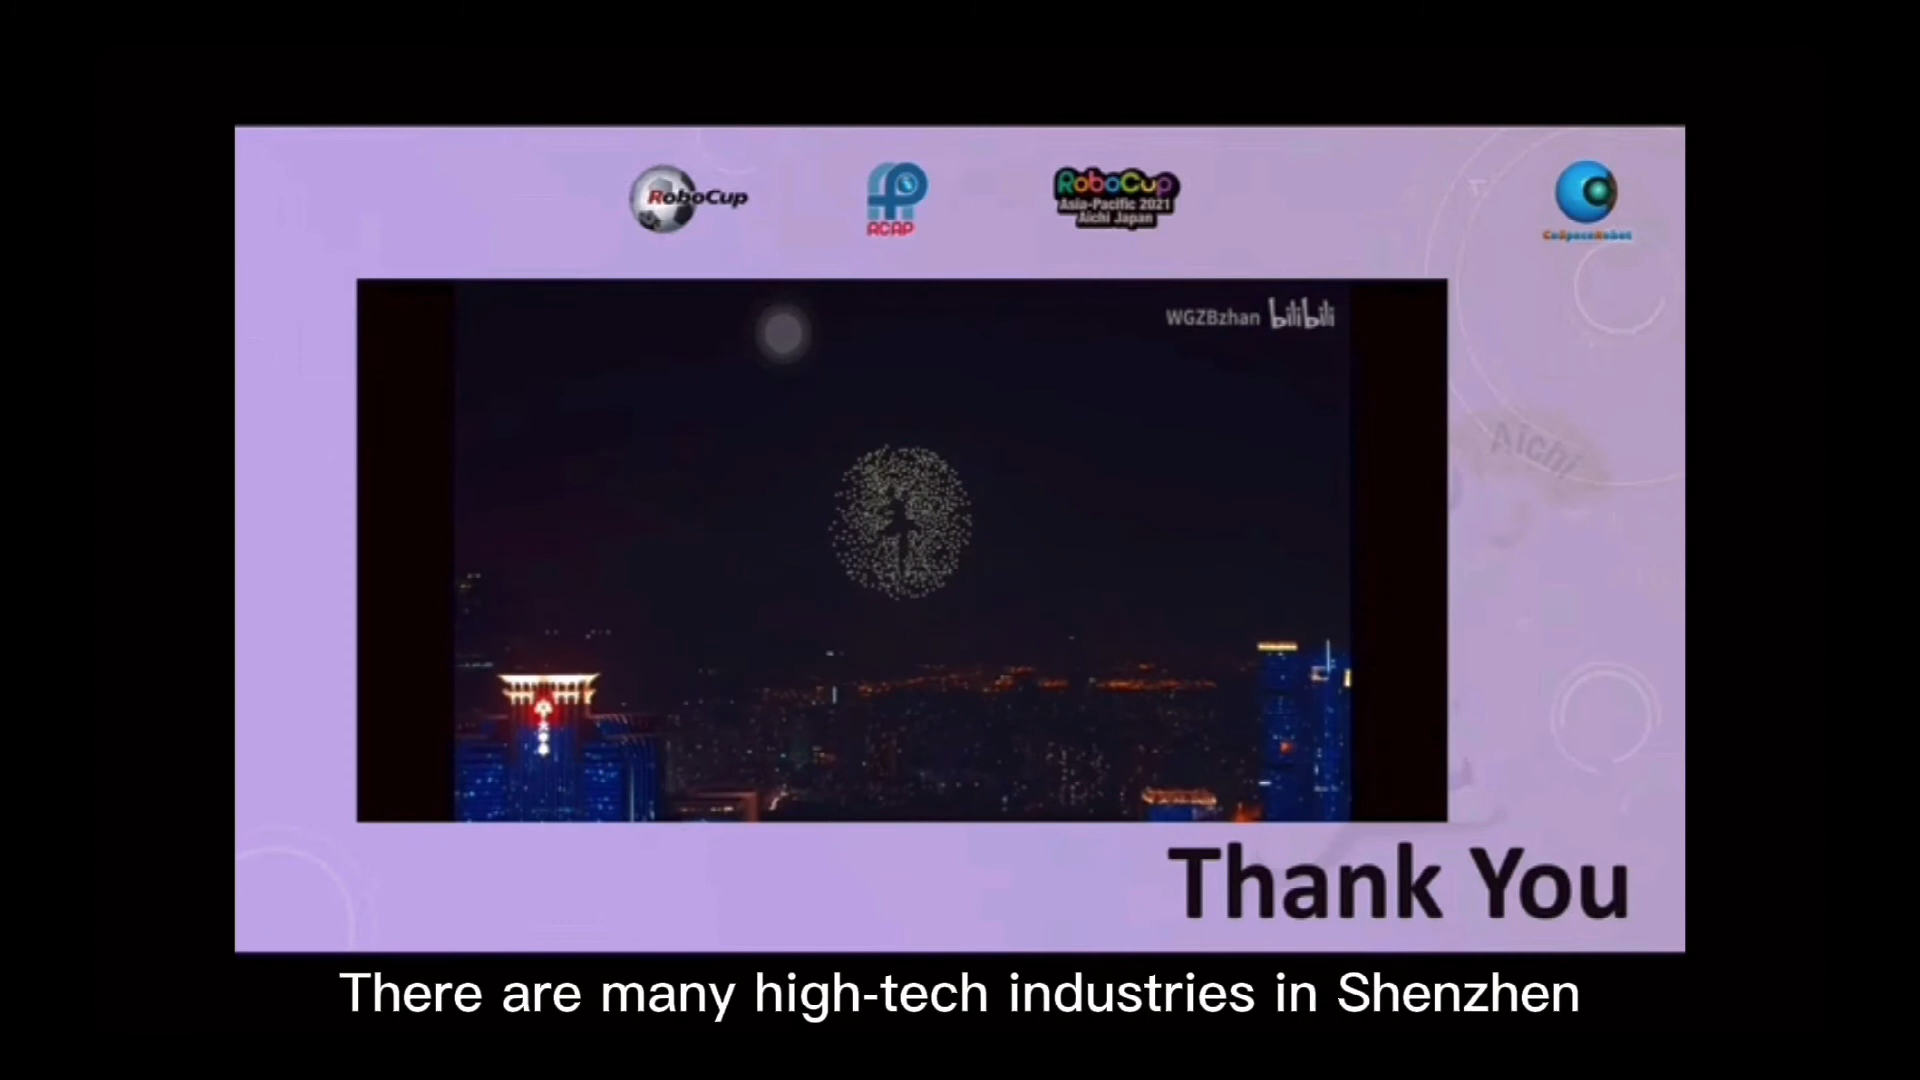 RoboCup
ACAP
RoboCup
Asia-Pacific 2021
Aichi Japan
CoSpaceRobot
WGZBzhan bilibili
Aichi
Thank You
There are many high-tech industries in Shenzhen